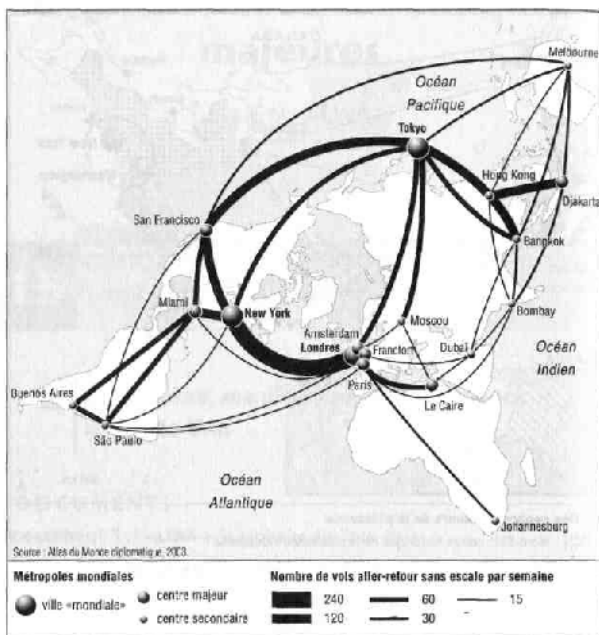 Melbourne
Océan
Pacifique
Tokyo
Hong Kong
San Francisco
Djakarta
Bangkok
Miami
New York
Moscou
Bombay
Amsterdam
Londres
Francfort
Dubaï
Océan
Indien
Paris
Buenos Aires
Le Caire
São Paulo
Océan
Atlantique
Johannesburg
Source : Atlas du Monde diplomatique, 2003.
Métropoles mondiales
ville «mondiale»
centre majeur
centre secondaire
Nombre de vols aller-retour sans escale par semaine
240
60
15
120
30